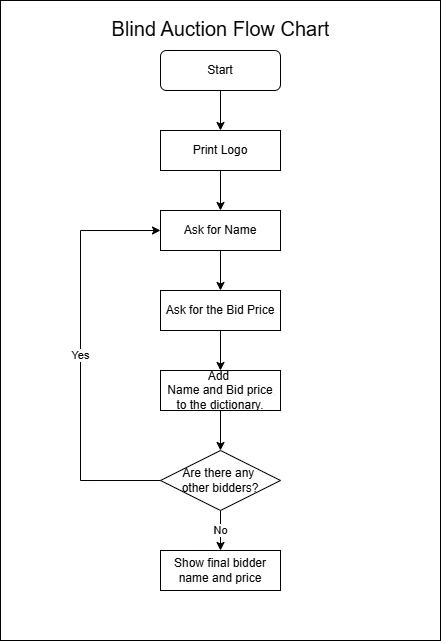 Blind Auction Flow Chart
Start
Print Logo
Ask for Name
Ask for the Bid Price
Yes
Add
Name and Bid price
to the dictionary.
Are there any
other bidders?
No
Show final bidder
name and price